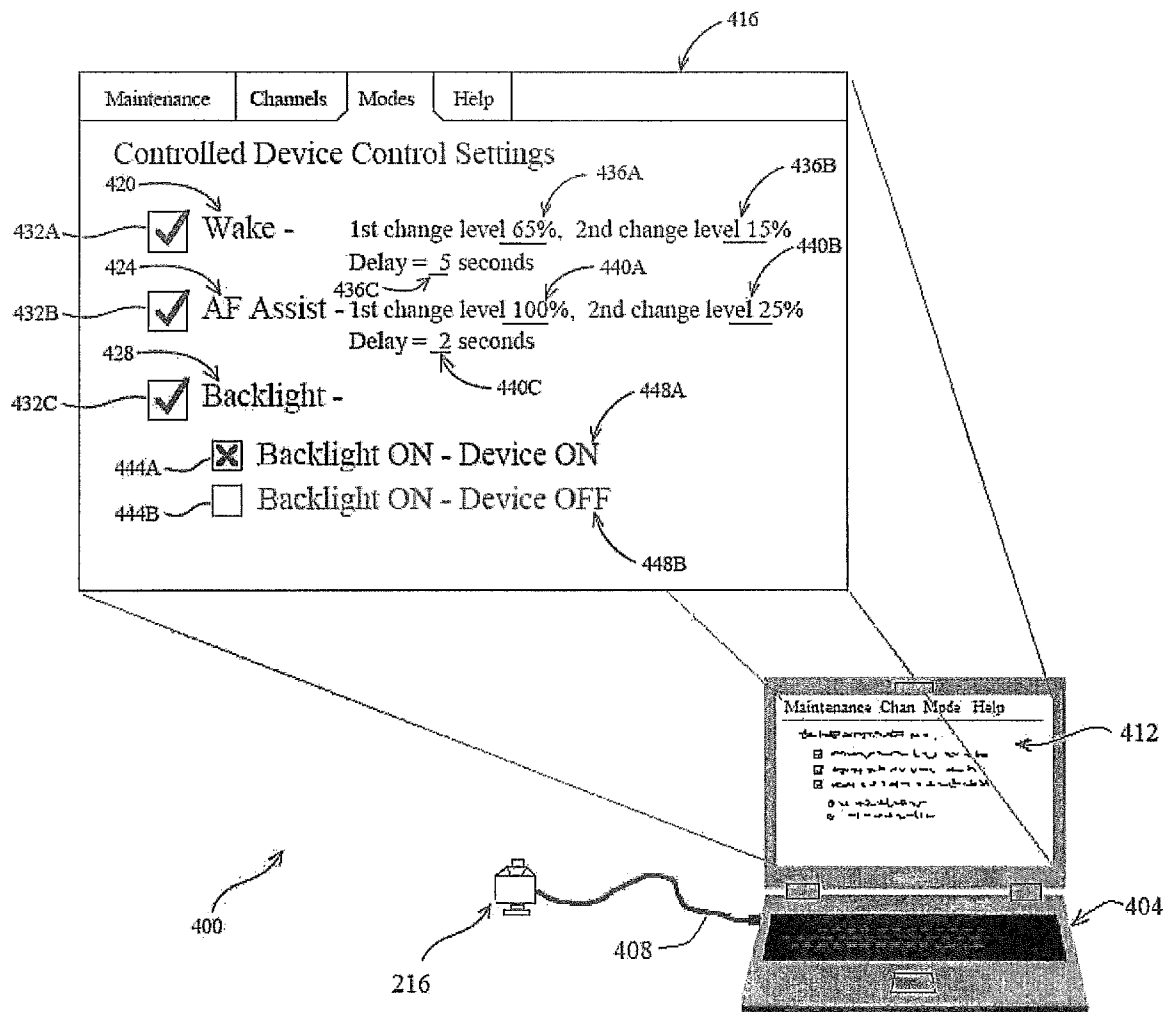 416
Maintenance Channels Modes Help
Controlled Device Control Settings
420 436A 436B
432A Wake - 1st change level 65%, 2nd change level 15%
Delay = 5 seconds
424 436C 440A 440B
432B AF Assist - 1st change level 100%, 2nd change level 25%
Delay = 2 seconds
428 440C
432C Backlight -
448A
444A Backlight ON - Device ON
444B Backlight ON - Device OFF
448B
Maintenance Chan Mode Help
412
400
216
408
404